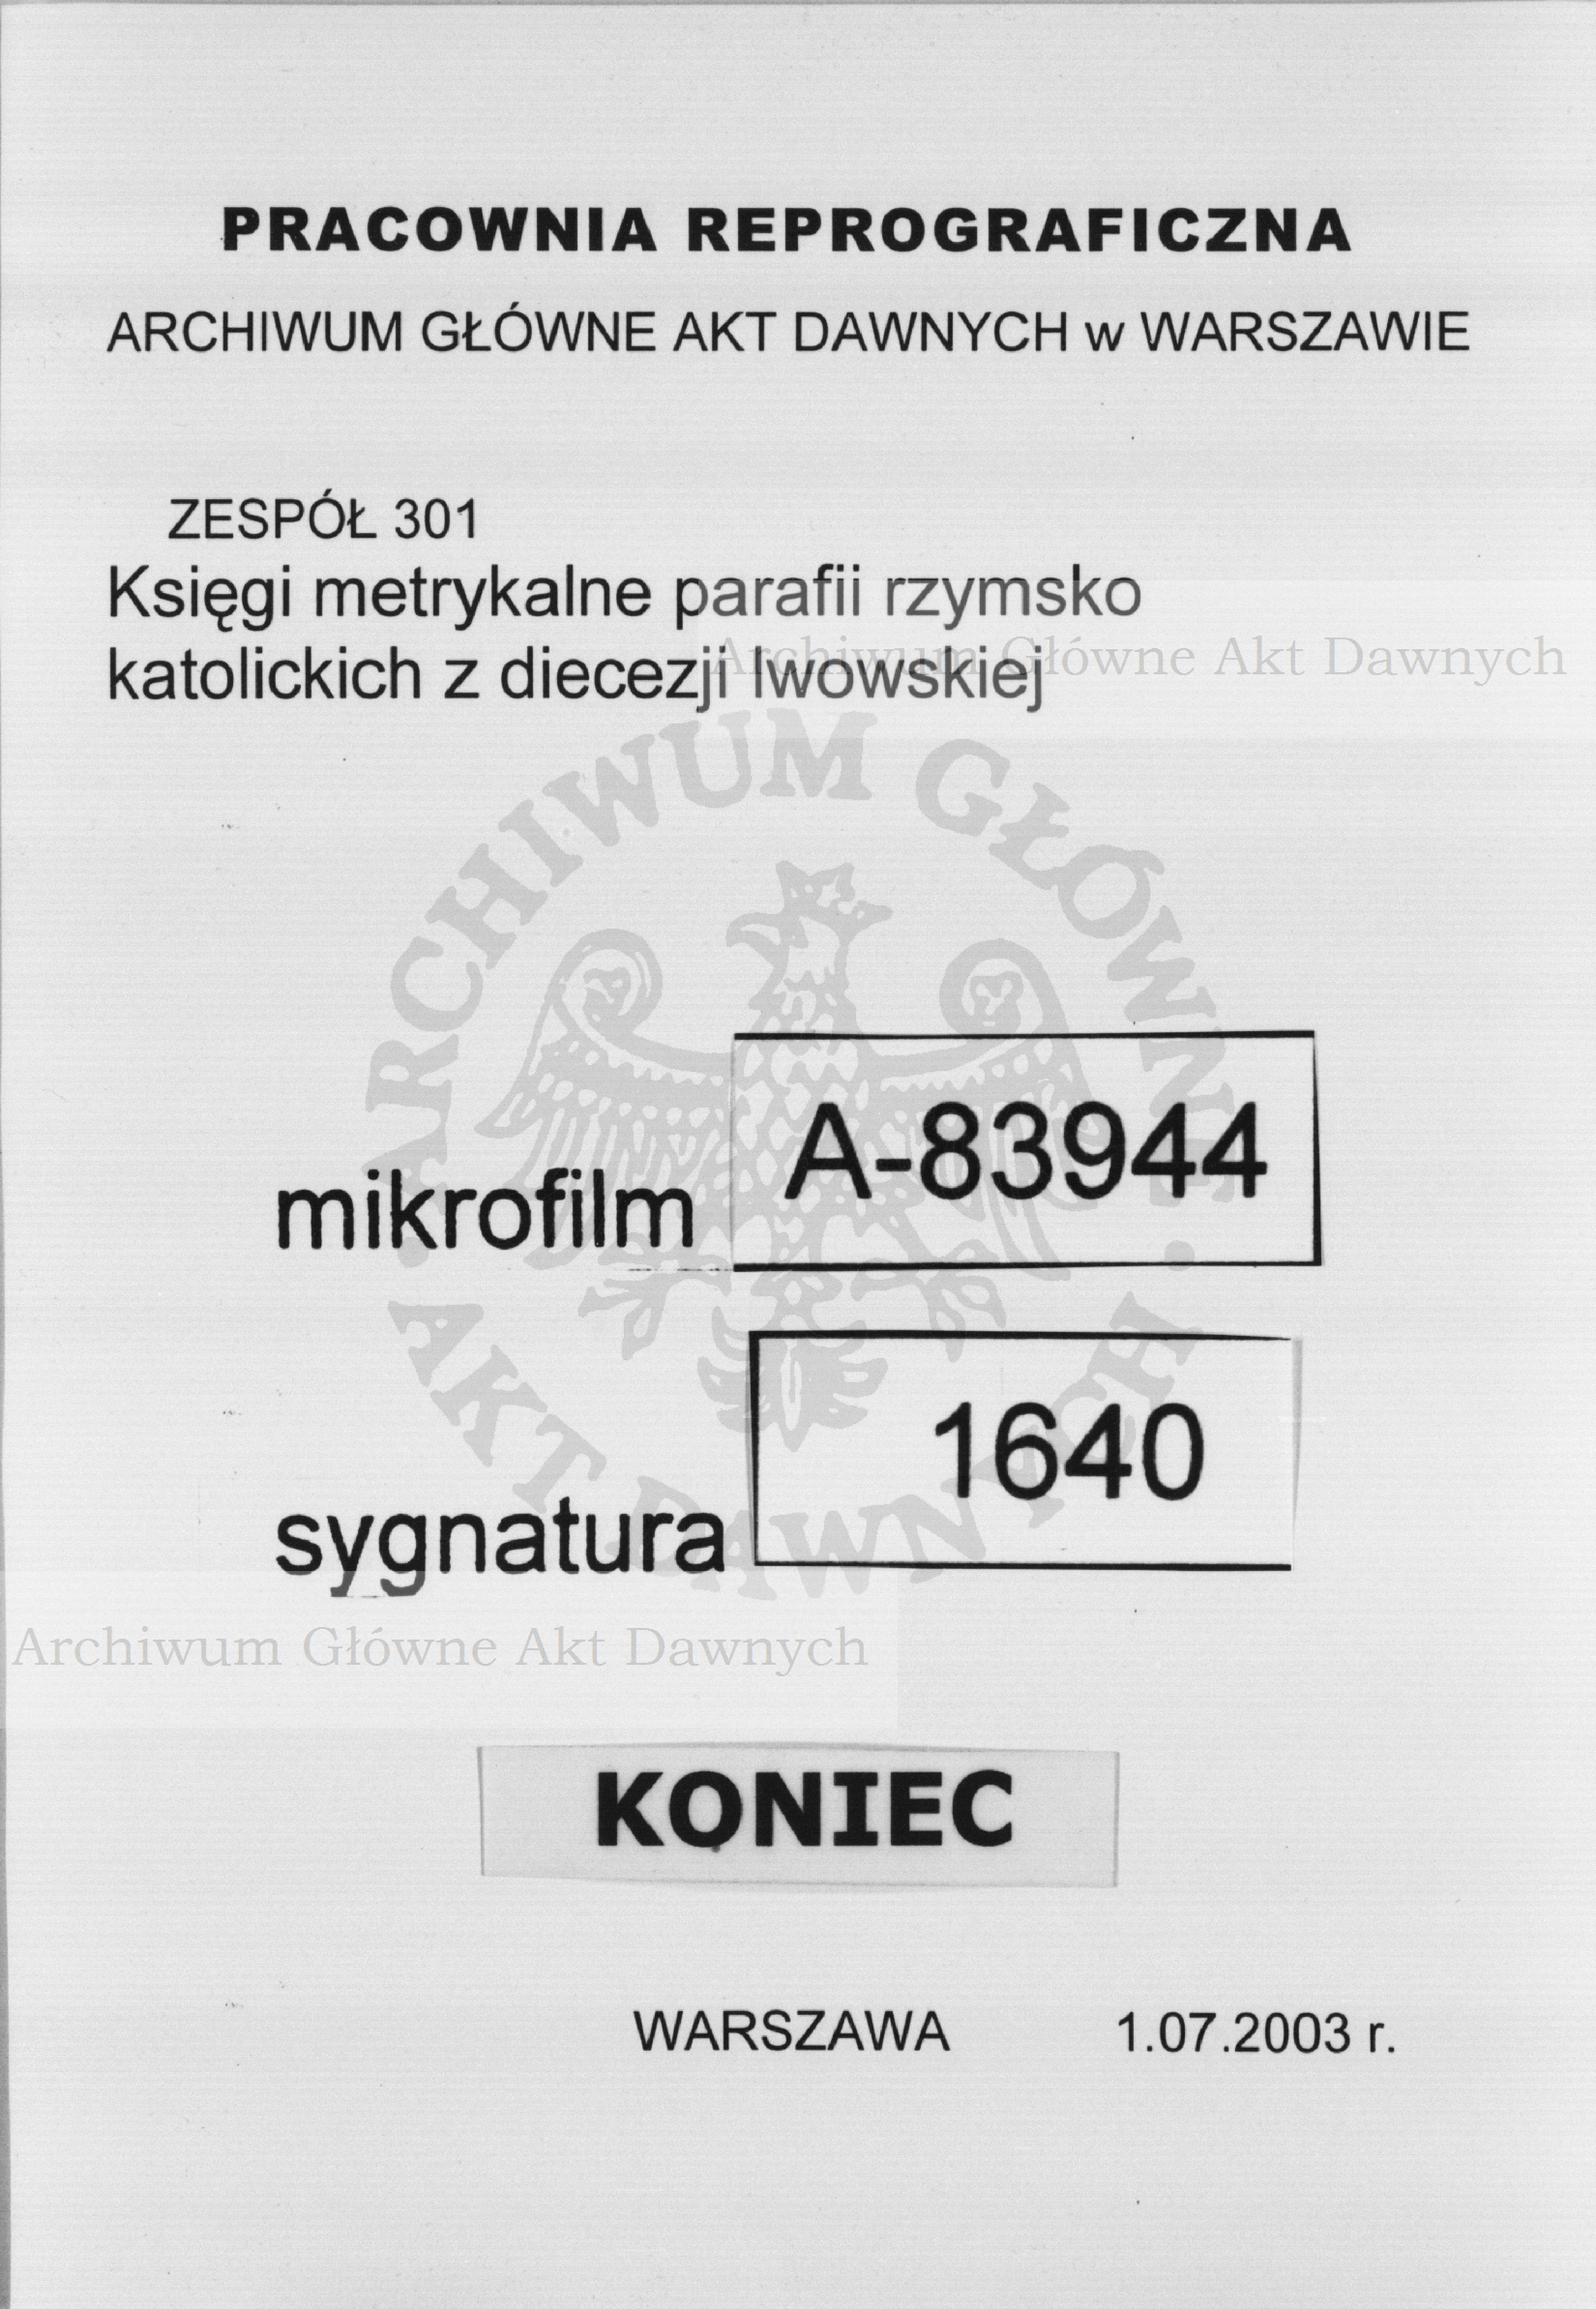 PRACOWNIA REPROGRAFICZNA
ARCHIWUM GŁÓWNE AKT DAWNYCH w WARSZAWIE
ZESPÓŁ 301
Księgi metrykalne parafii rzymsko
katolickich z diecezji lwowskiej
Archiwum Główne Akt Dawnych
ARCHIWUM GŁÓWNE · AKT DAWNYCH ·
mikrofilm A-83944
sygnatura 1640
Archiwum Główne Akt Dawnych
KONIEC
WARSZAWA 1.07.2003 r.